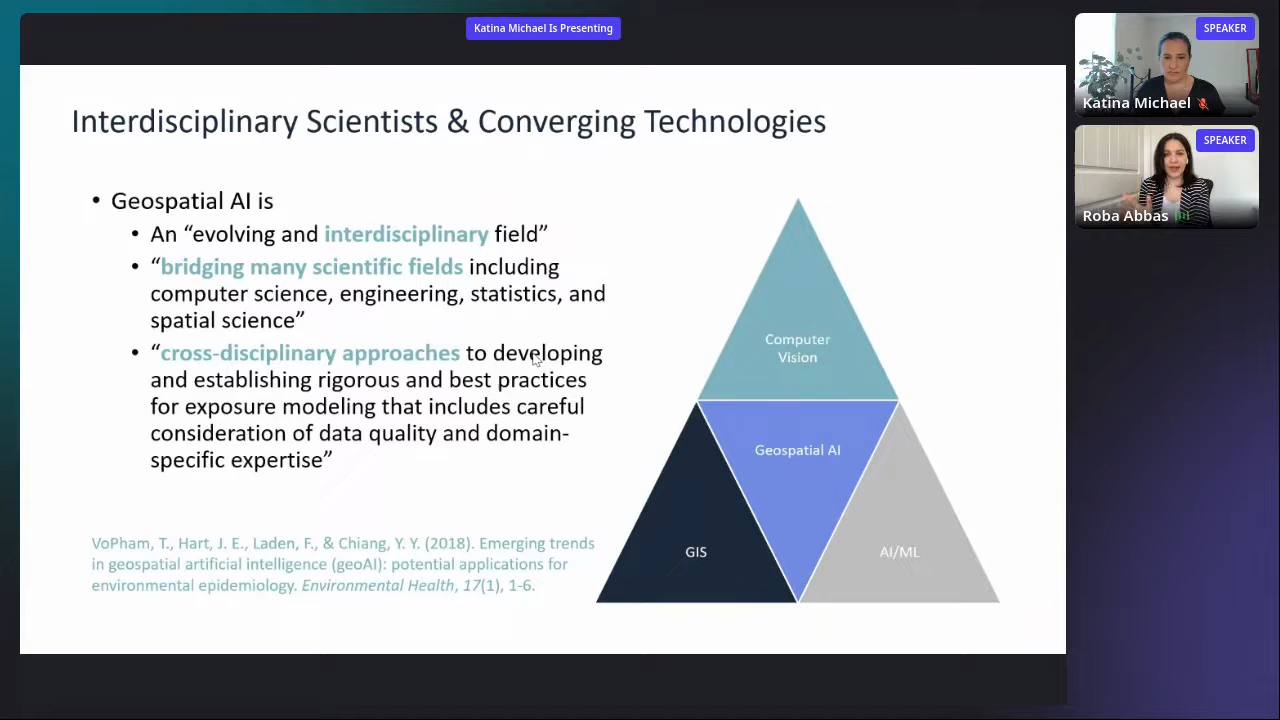 Katina Michael Is Presenting
SPEAKER
Katina Michael
SPEAKER
Roba Abbas
Interdisciplinary Scientists & Converging Technologies
• Geospatial AI is
• An “evolving and interdisciplinary field”
• “bridging many scientific fields including
computer science, engineering, statistics, and
spatial science”
• “cross-disciplinary approaches to developing
and establishing rigorous and best practices
for exposure modeling that includes careful
consideration of data quality and domain-
specific expertise”
VoPham, T., Hart, J. E., Laden, F., & Chiang, Y. Y. (2018). Emerging trends
in geospatial artificial intelligence (geoAI): potential applications for
environmental epidemiology. Environmental Health, 17(1), 1-6.
Computer
Vision
Geospatial AI
GIS
AI/ML